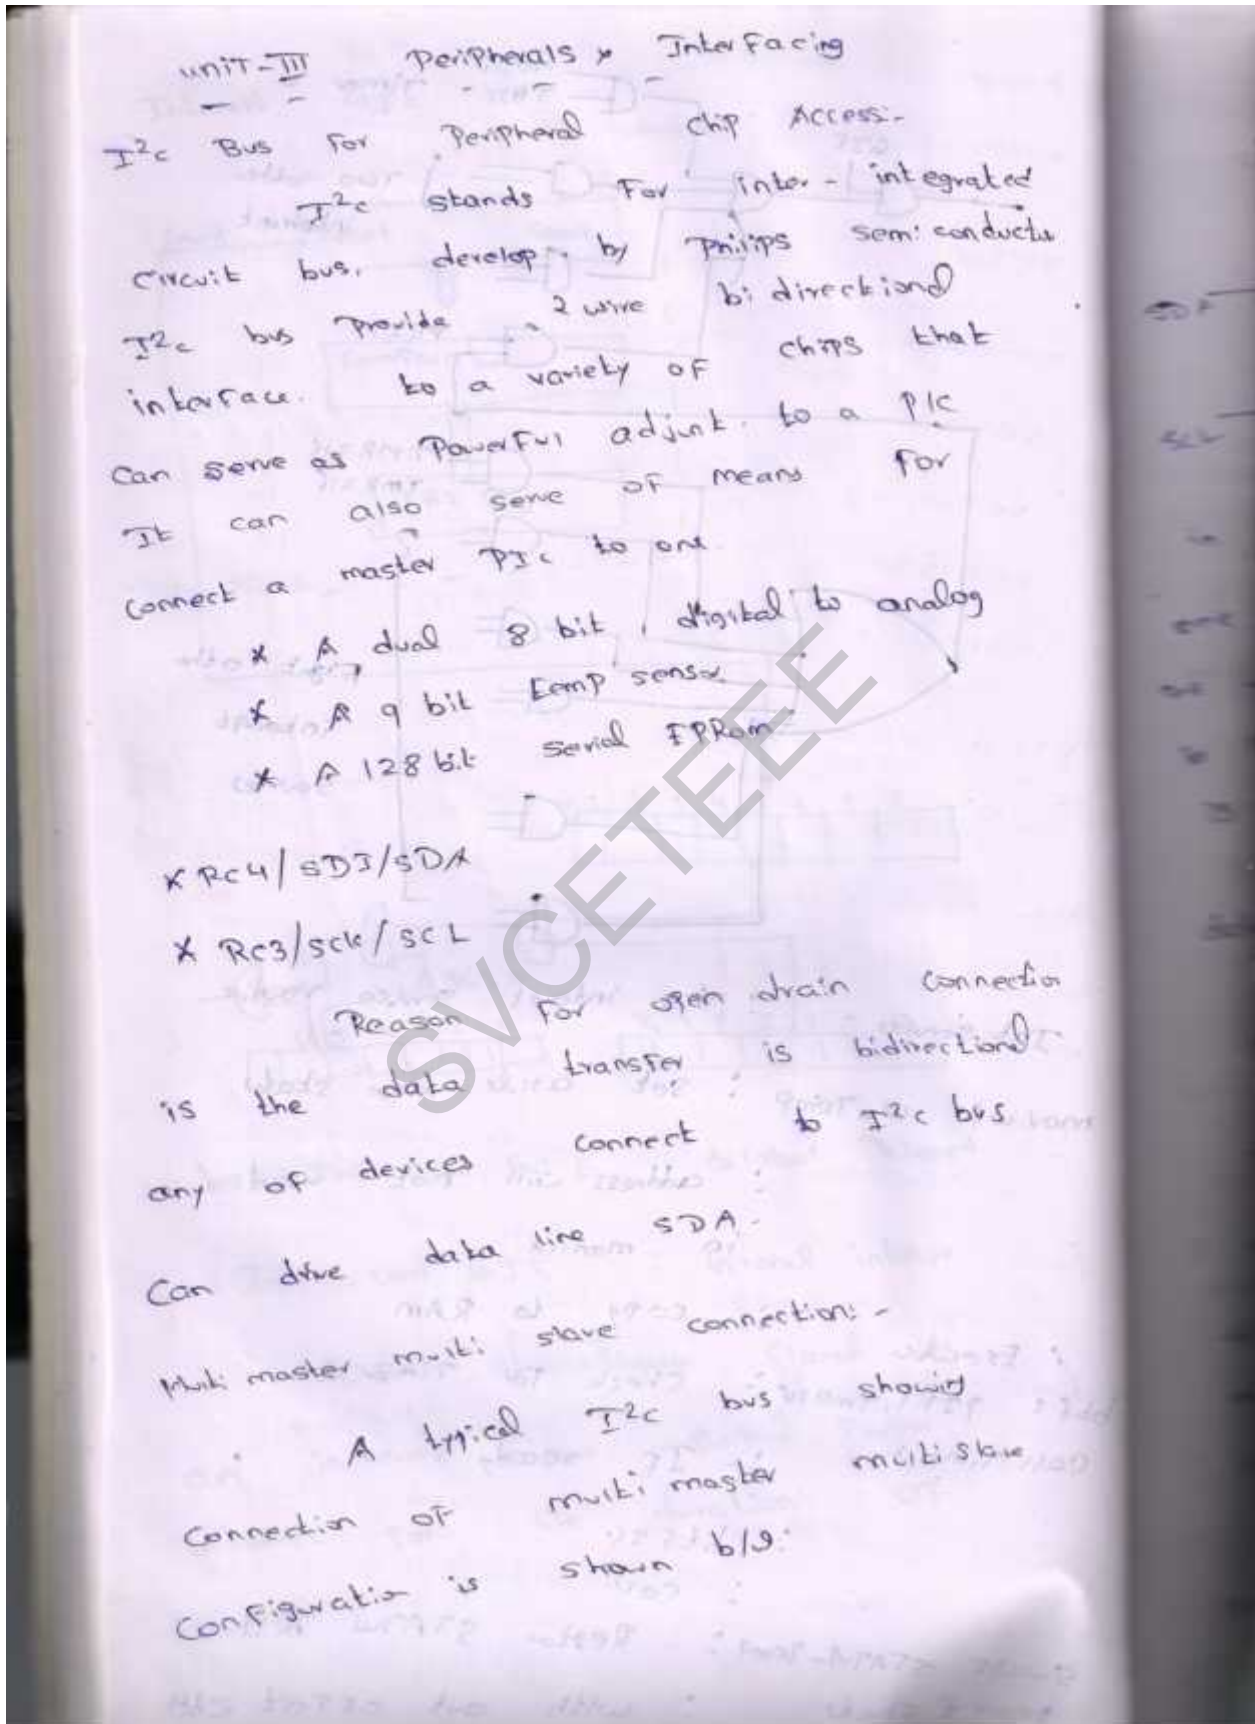 UNIT-III Peripherals & Interfacing
I²C Bus for Peripheral Chip Access:-
I²C stands for inter-integrated
circuit bus. develop. by Philips semi conductu
I²C bus Provide 2 wire bi directional
interface. to a variety of chips that
can serve as Powerful adjunt. to a PIC
It can also serve of means for
connect a master PIC to one
* A dual 8 bit, digital to analog
* A 9 bit temp sensor
* A 128 bit serial EPRom
* RC4/SDI/SDA
* RC3/SCK/SCL
Reason for open drain connection
is the data transfer is bidirectional
any of devices connect to I²C bus
Can drive data line SDA.
Multi master multi slave connection:-
A typical I²C bus showing
Connection of multi master multi slave
Configuration is shown b/g.
SVCETEEE
SDA
SCL